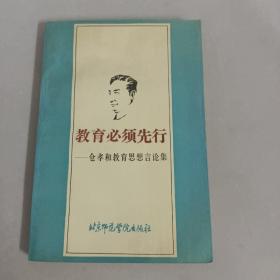 教育必须先行
——仓孝和教育思想言论集
北京师范学院出版社